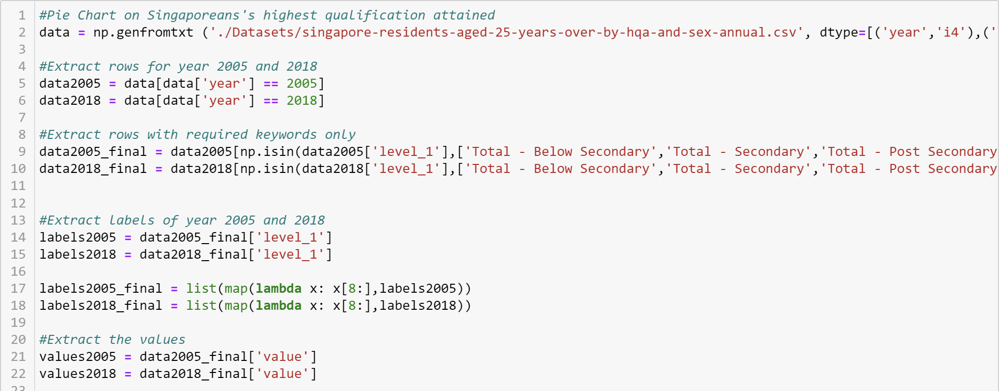 1 #Pie Chart on Singaporeans's highest qualification attained
2 data = np.genfromtxt ('./Datasets/singapore-residents-aged-25-years-over-by-hqa-and-sex-annual.csv', dtype=[('year','i4'),('
3
4 #Extract rows for year 2005 and 2018
5 data2005 = data[data['year'] == 2005]
6 data2018 = data[data['year'] == 2018]
7
8 #Extract rows with required keywords only
9 data2005_final = data2005[np.isin(data2005['level_1'],['Total - Below Secondary','Total - Secondary','Total - Post Secondary
10 data2018_final = data2018[np.isin(data2018['level_1'],['Total - Below Secondary','Total - Secondary','Total - Post Secondary
11
12
13 #Extract labels of year 2005 and 2018
14 labels2005 = data2005_final['level_1']
15 labels2018 = data2018_final['level_1']
16
17 labels2005_final = list(map(lambda x: x[8:],labels2005))
18 labels2018_final = list(map(lambda x: x[8:],labels2018))
19
20 #Extract the values
21 values2005 = data2005_final['value']
22 values2018 = data2018_final['value']
23